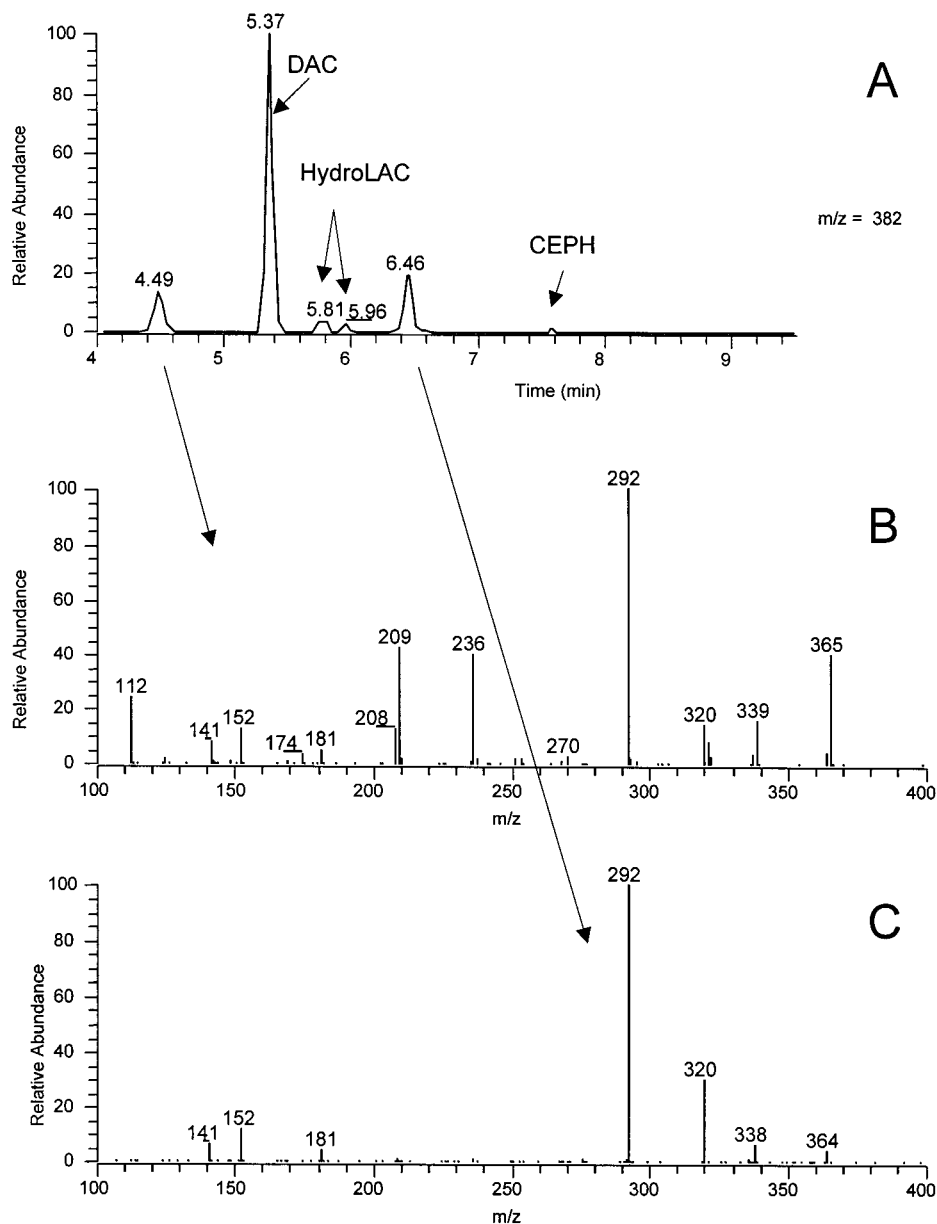 5.37
100
DAC
A
80
Relative Abundance
60
HydroLAC
40
m/z = 382
CEPH
6.46
20
4.49
5.81
5.96
0
4 5 6 7 8 9
Time (min)
292
100
B
80
Relative Abundance
60
209
236
365
40
112
20
141
152
174
181
208
270
320
339
0
100 150 200 250 300 350 400
m/z
292
100
C
80
Relative Abundance
60
40
320
20
141
152
181
338
364
0
100 150 200 250 300 350 400
m/z